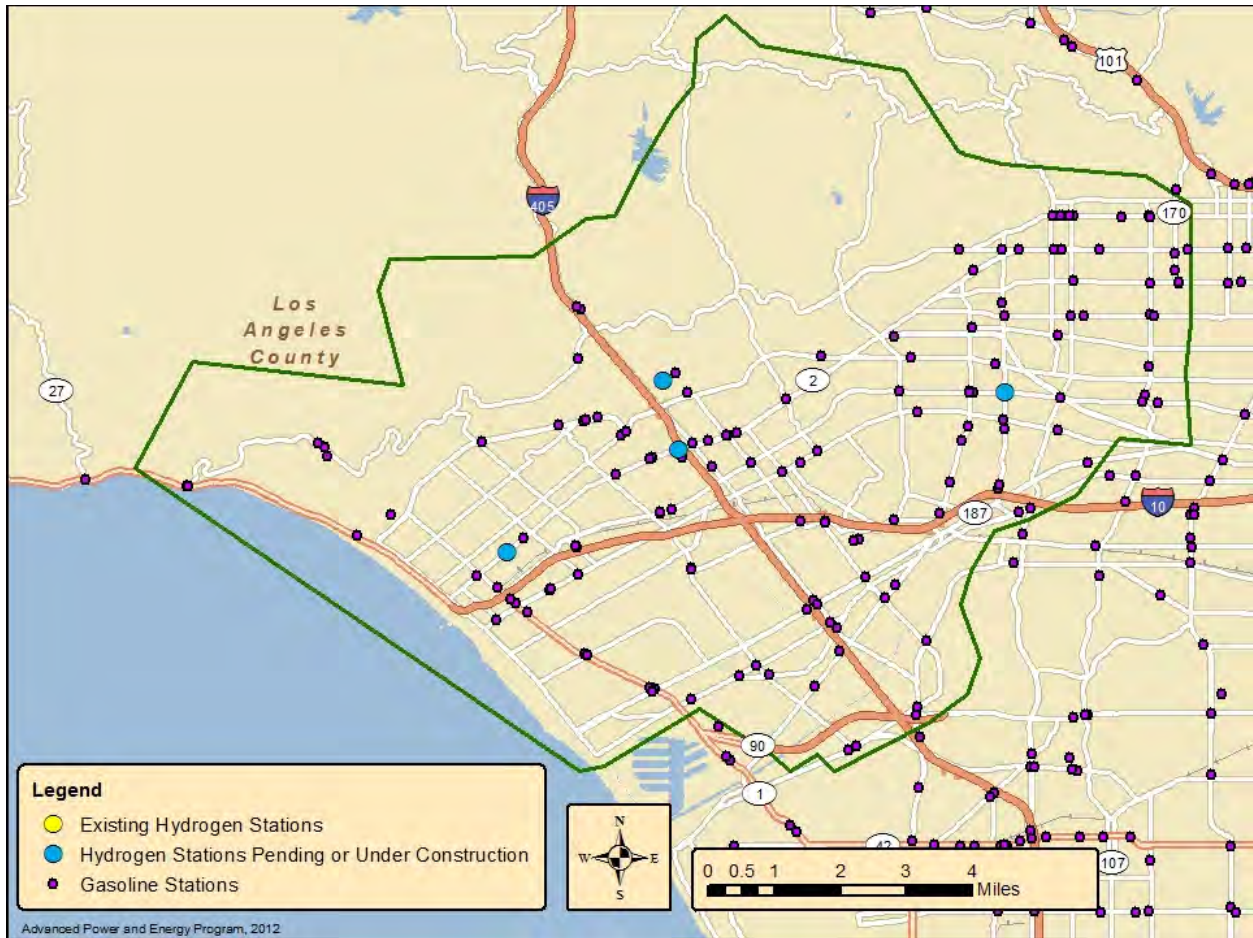 101
405
170
Los
Angeles
County
27
2
187
10
90
1
42
107
Legend
Existing Hydrogen Stations
Hydrogen Stations Pending or Under Construction
Gasoline Stations
N
W E
S
0 0.5 1 2 3 4
Miles
Advanced Power and Energy Program, 2012